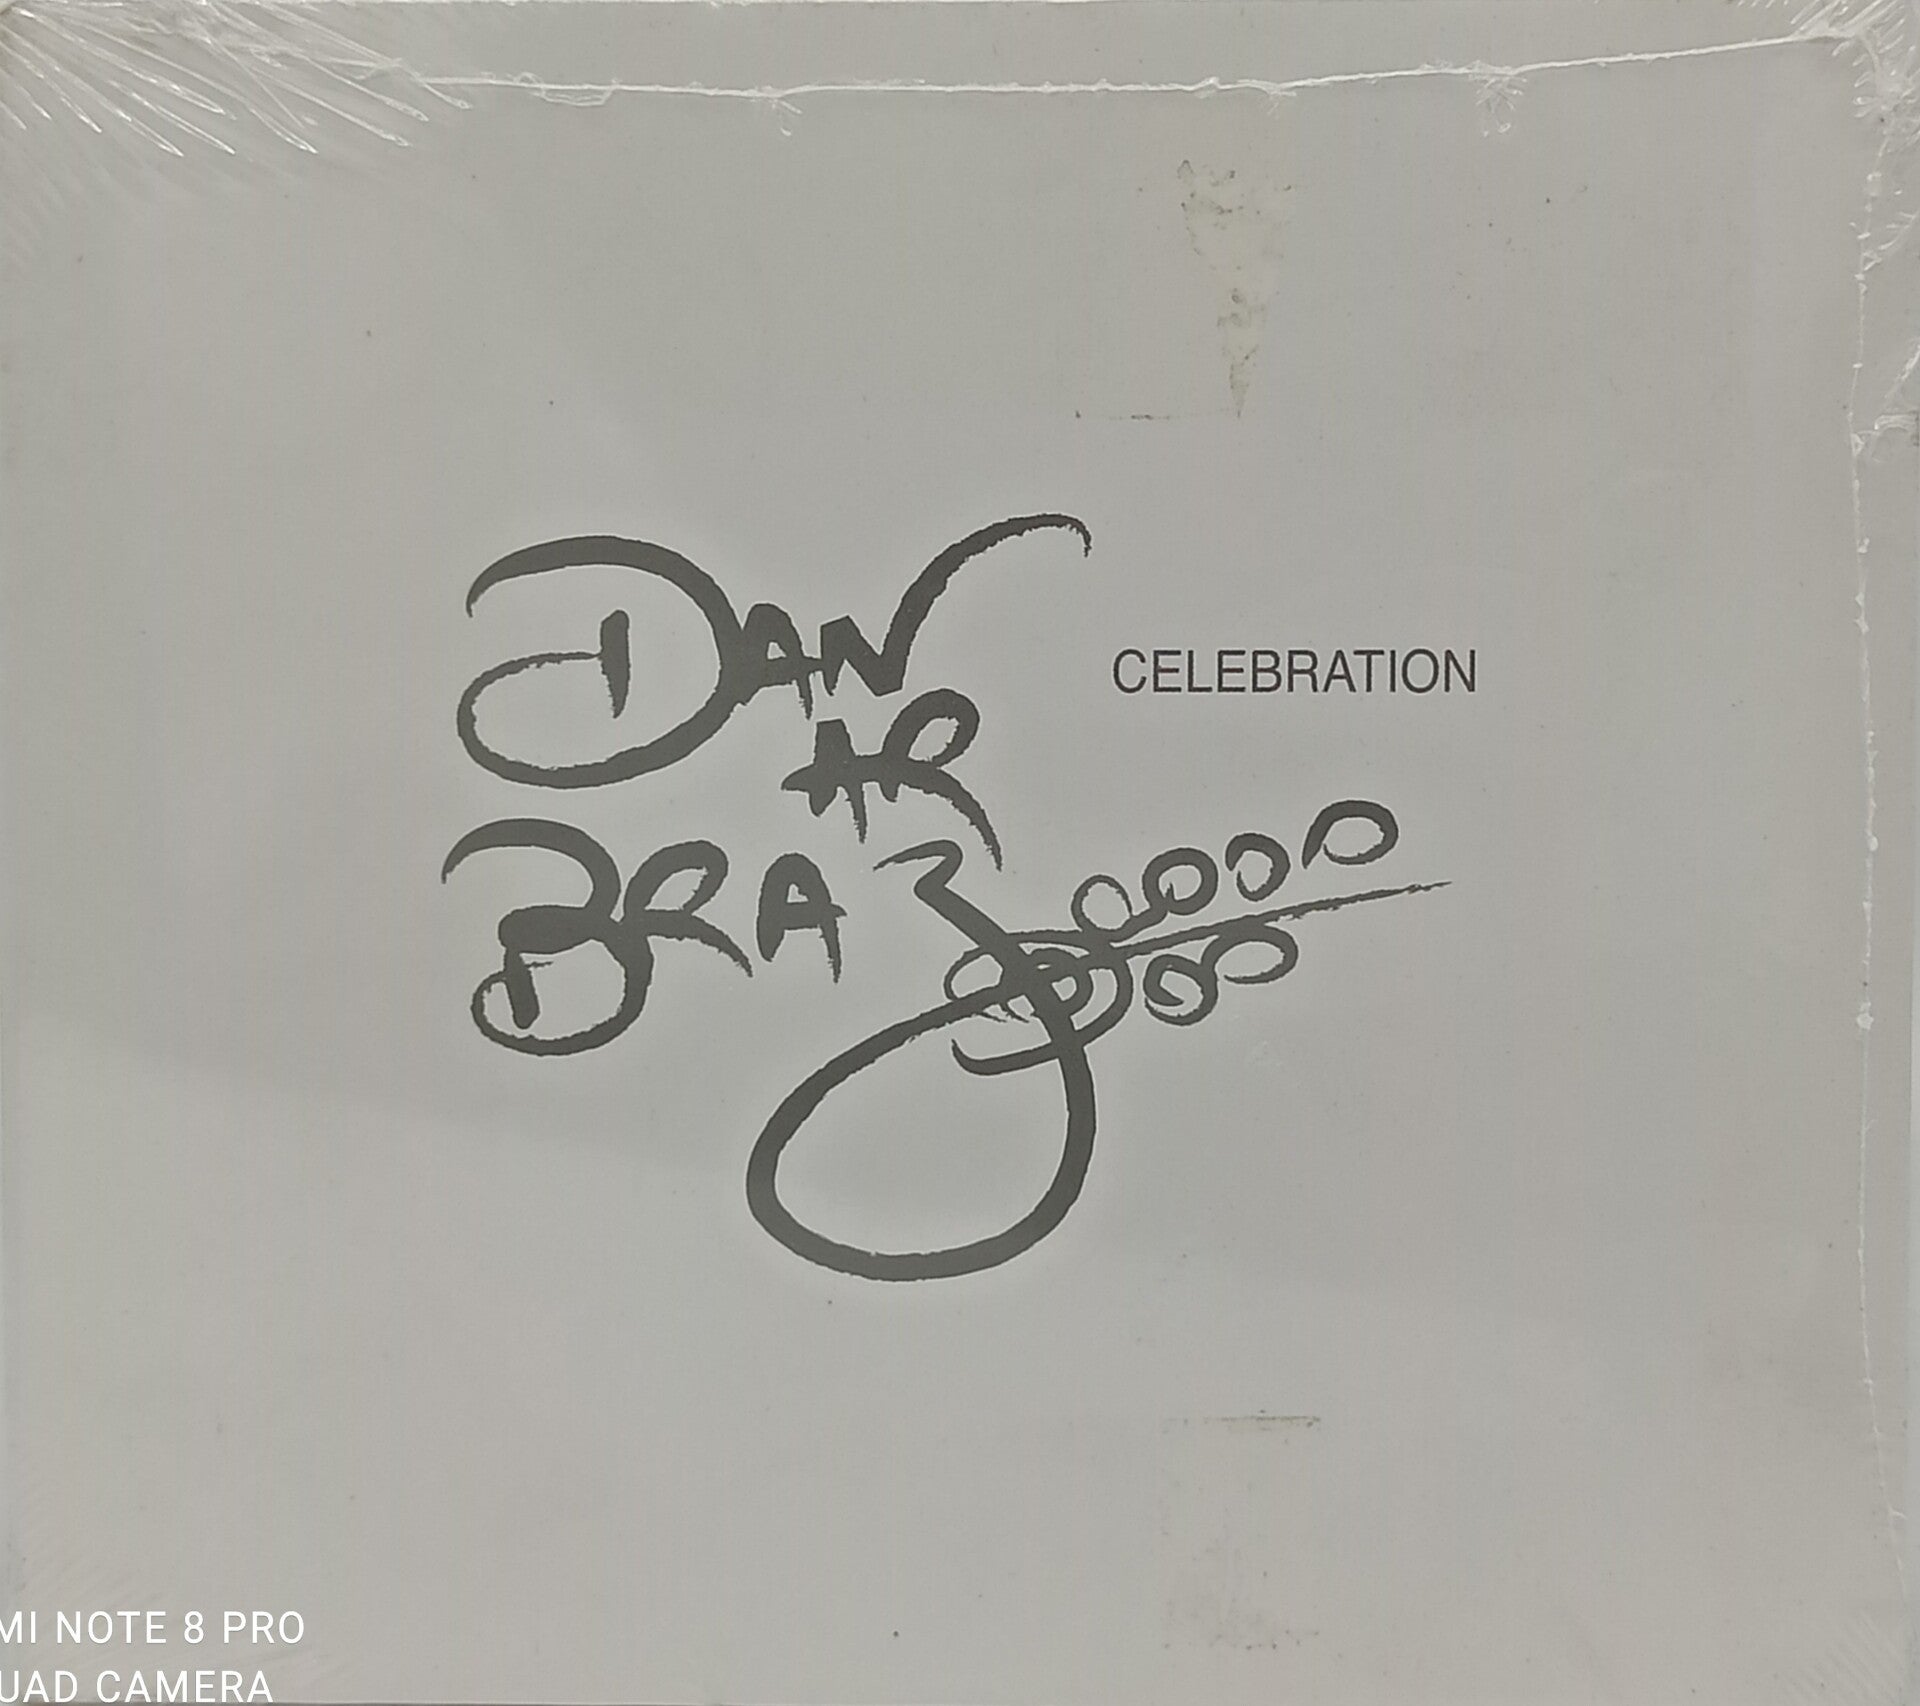 DAN
AR
BRAZ
CELEBRATION
MI NOTE 8 PRO
UAD CAMERA